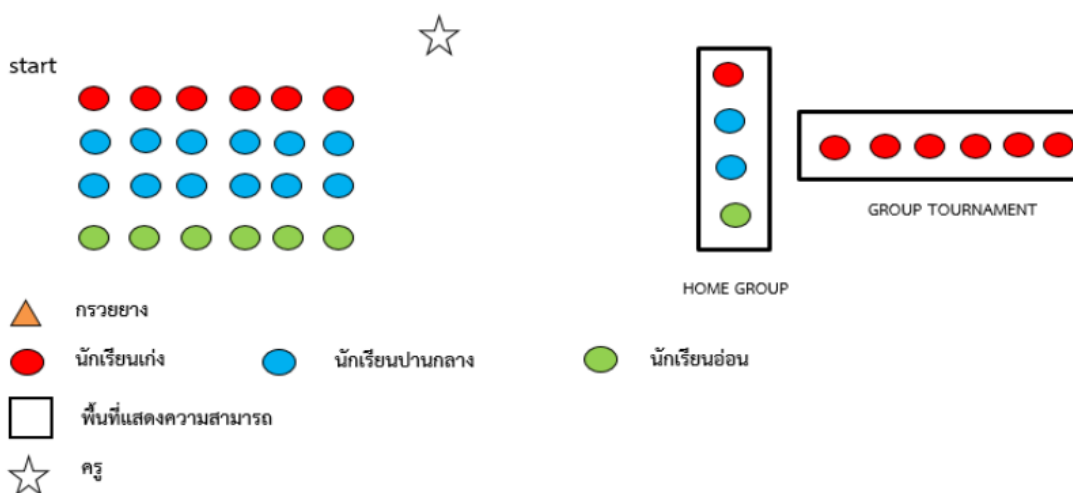 start
GROUP TOURNAMENT
HOME GROUP
กรวยยาง
นักเรียนเก่ง นักเรียนปานกลาง นักเรียนอ่อน
พื้นที่แสดงความสามารถ
ครู